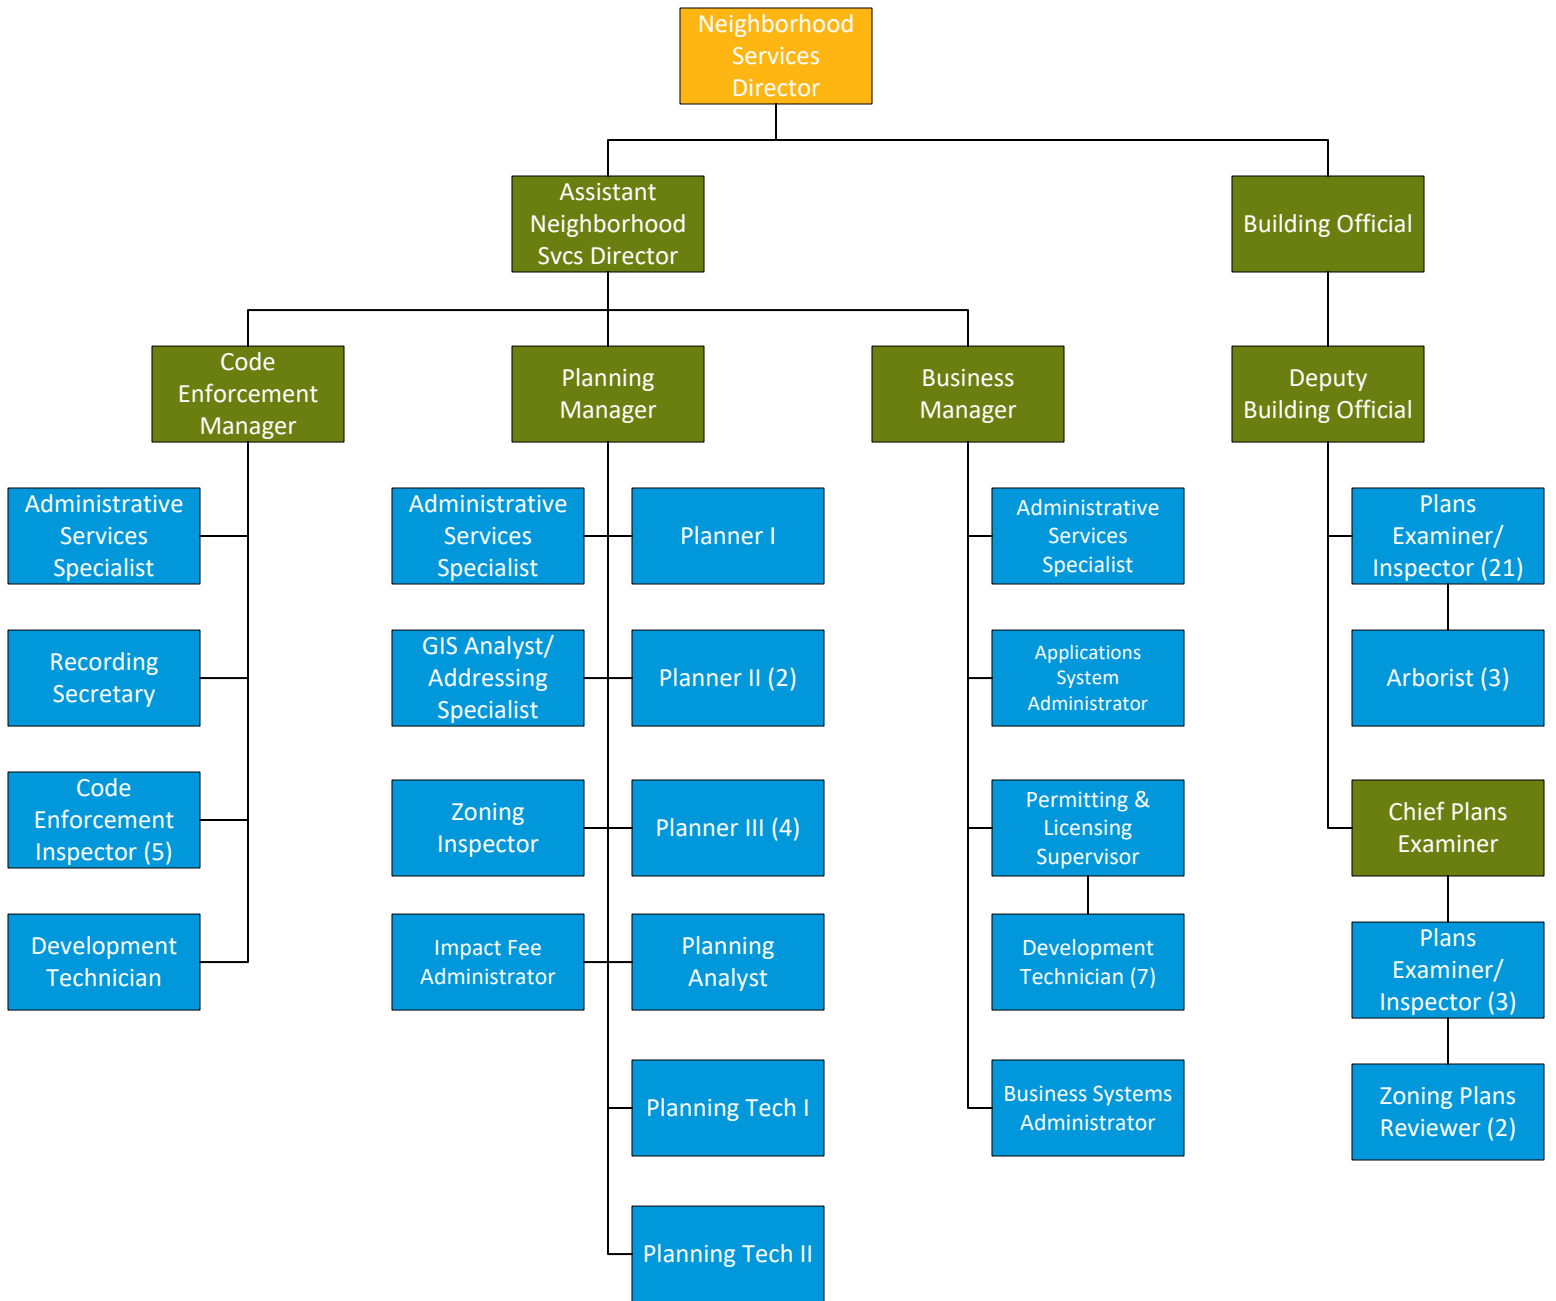 Neighborhood
Services
Director
Assistant
Neighborhood
Svcs Director
Building Official
Code
Enforcement
Manager
Planning
Manager
Business
Manager
Deputy
Building Official
Administrative
Services
Specialist
Administrative
Services
Specialist
Planner I
Administrative
Services
Specialist
Plans
Examiner/
Inspector (21)
Recording
Secretary
GIS Analyst/
Addressing
Specialist
Planner II (2)
Applications
System
Administrator
Arborist (3)
Code
Enforcement
Inspector (5)
Zoning
Inspector
Planner III (4)
Permitting &
Licensing
Supervisor
Chief Plans
Examiner
Development
Technician
Impact Fee
Administrator
Planning
Analyst
Development
Technician (7)
Plans
Examiner/
Inspector (3)
Planning Tech I
Business Systems
Administrator
Zoning Plans
Reviewer (2)
Planning Tech II